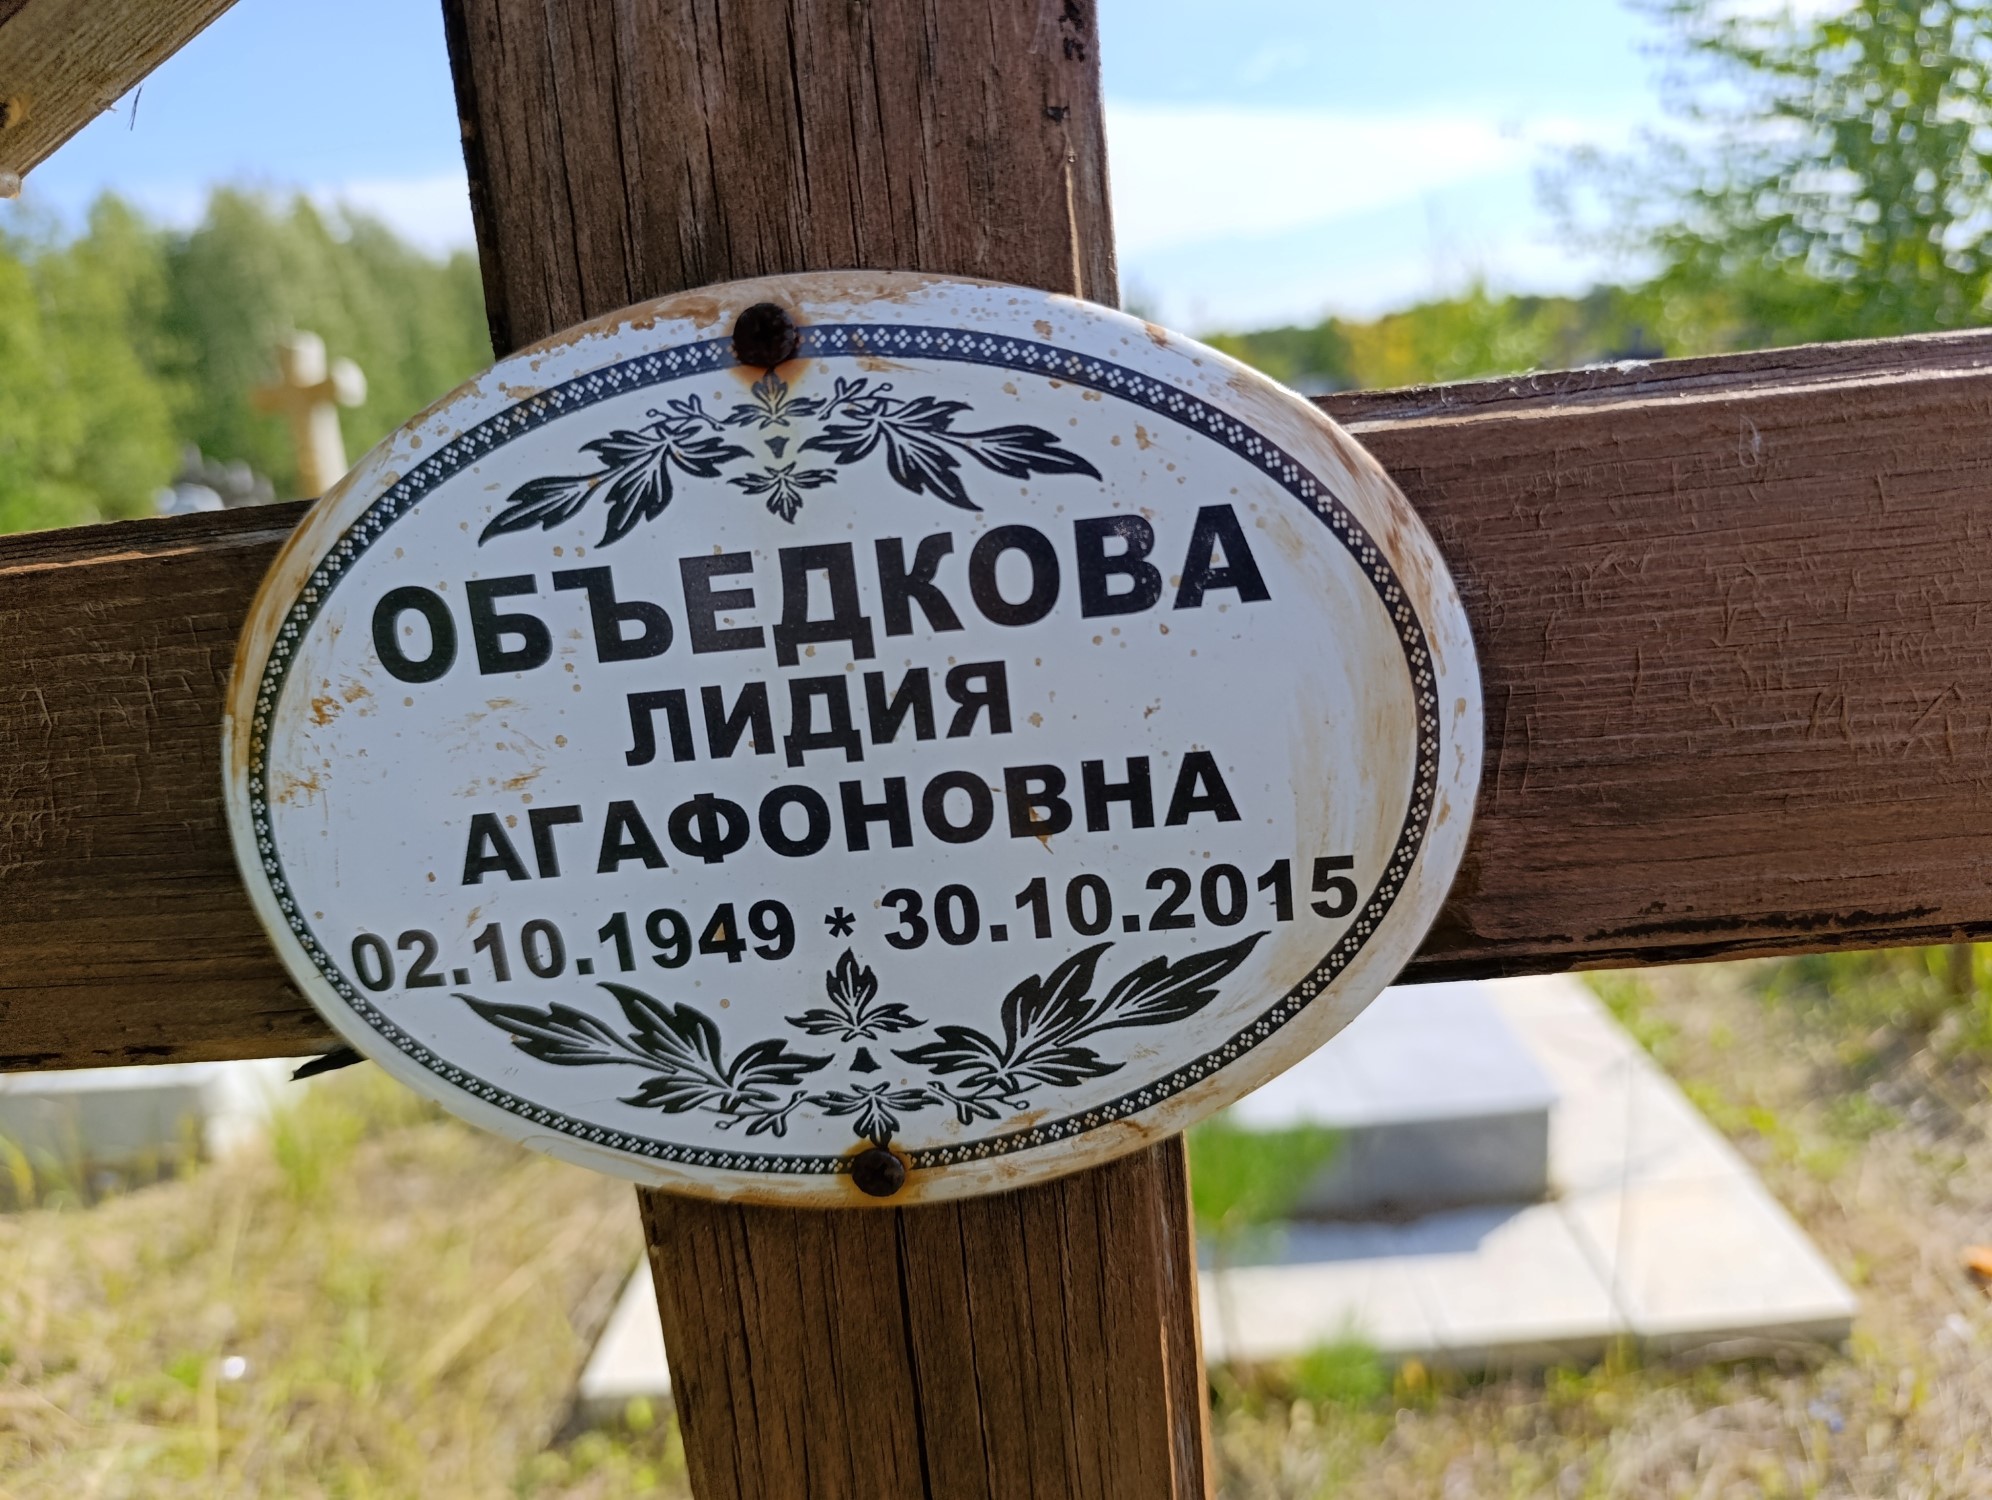 ОБЪЕДКОВА
ЛИДИЯ
АГАФОНОВНА
02.10.1949 * 30.10.2015